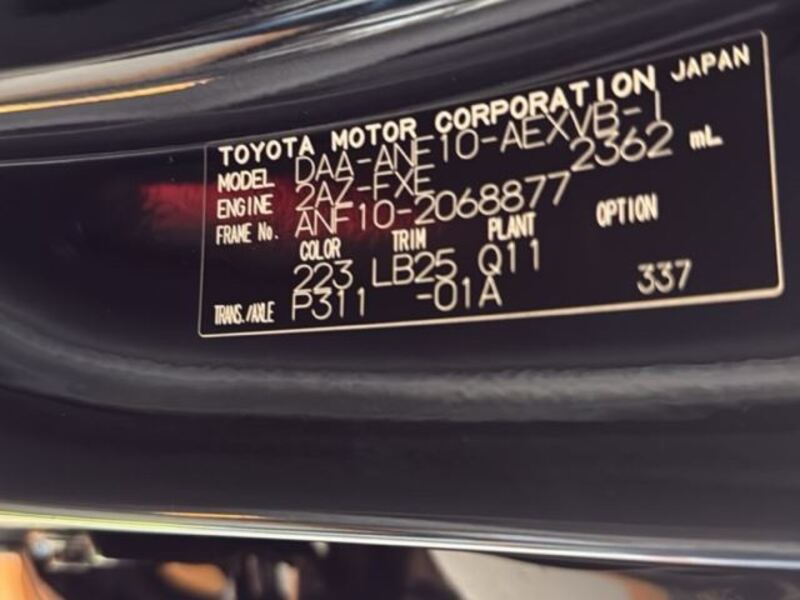 TOYOTA MOTOR CORPORATION JAPAN
MODEL DAA-ANF10-AEXVB-1
ENGINE 2AZ-FXE 2362 mL
FRAME No. ANF10-2068877
COLOR TRIM PLANT OPTION
223 LB25 Q11
TRANS./AXLE P311 -01A 337